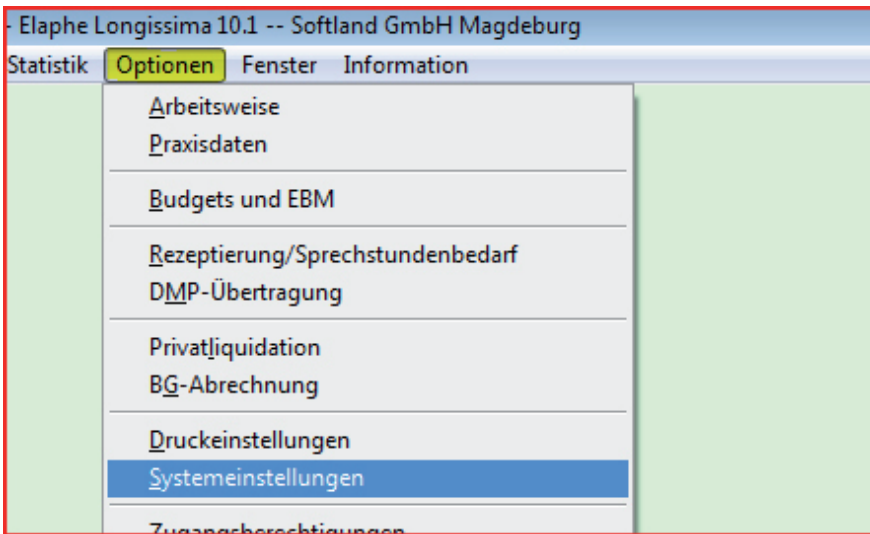 - Elaphe Longissima 10.1 -- Softland GmbH Magdeburg
Statistik Optionen Fenster Information
Arbeitsweise
Praxisdaten
Budgets und EBM
Rezeptierung/Sprechstundenbedarf
DMP-Übertragung
Privatliquidation
BG-Abrechnung
Druckeinstellungen
Systemeinstellungen
Zugangsberechtigungen